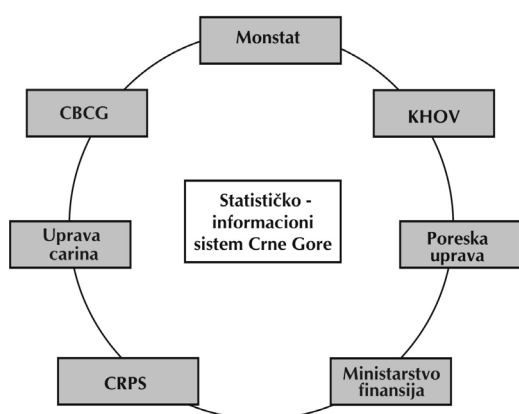 Monstat
CBCG
KHOV
Statističko -
informacioni
sistem Crne Gore
Uprava
carina
Poreska
uprava
CRPS
Ministarstvo
finansija